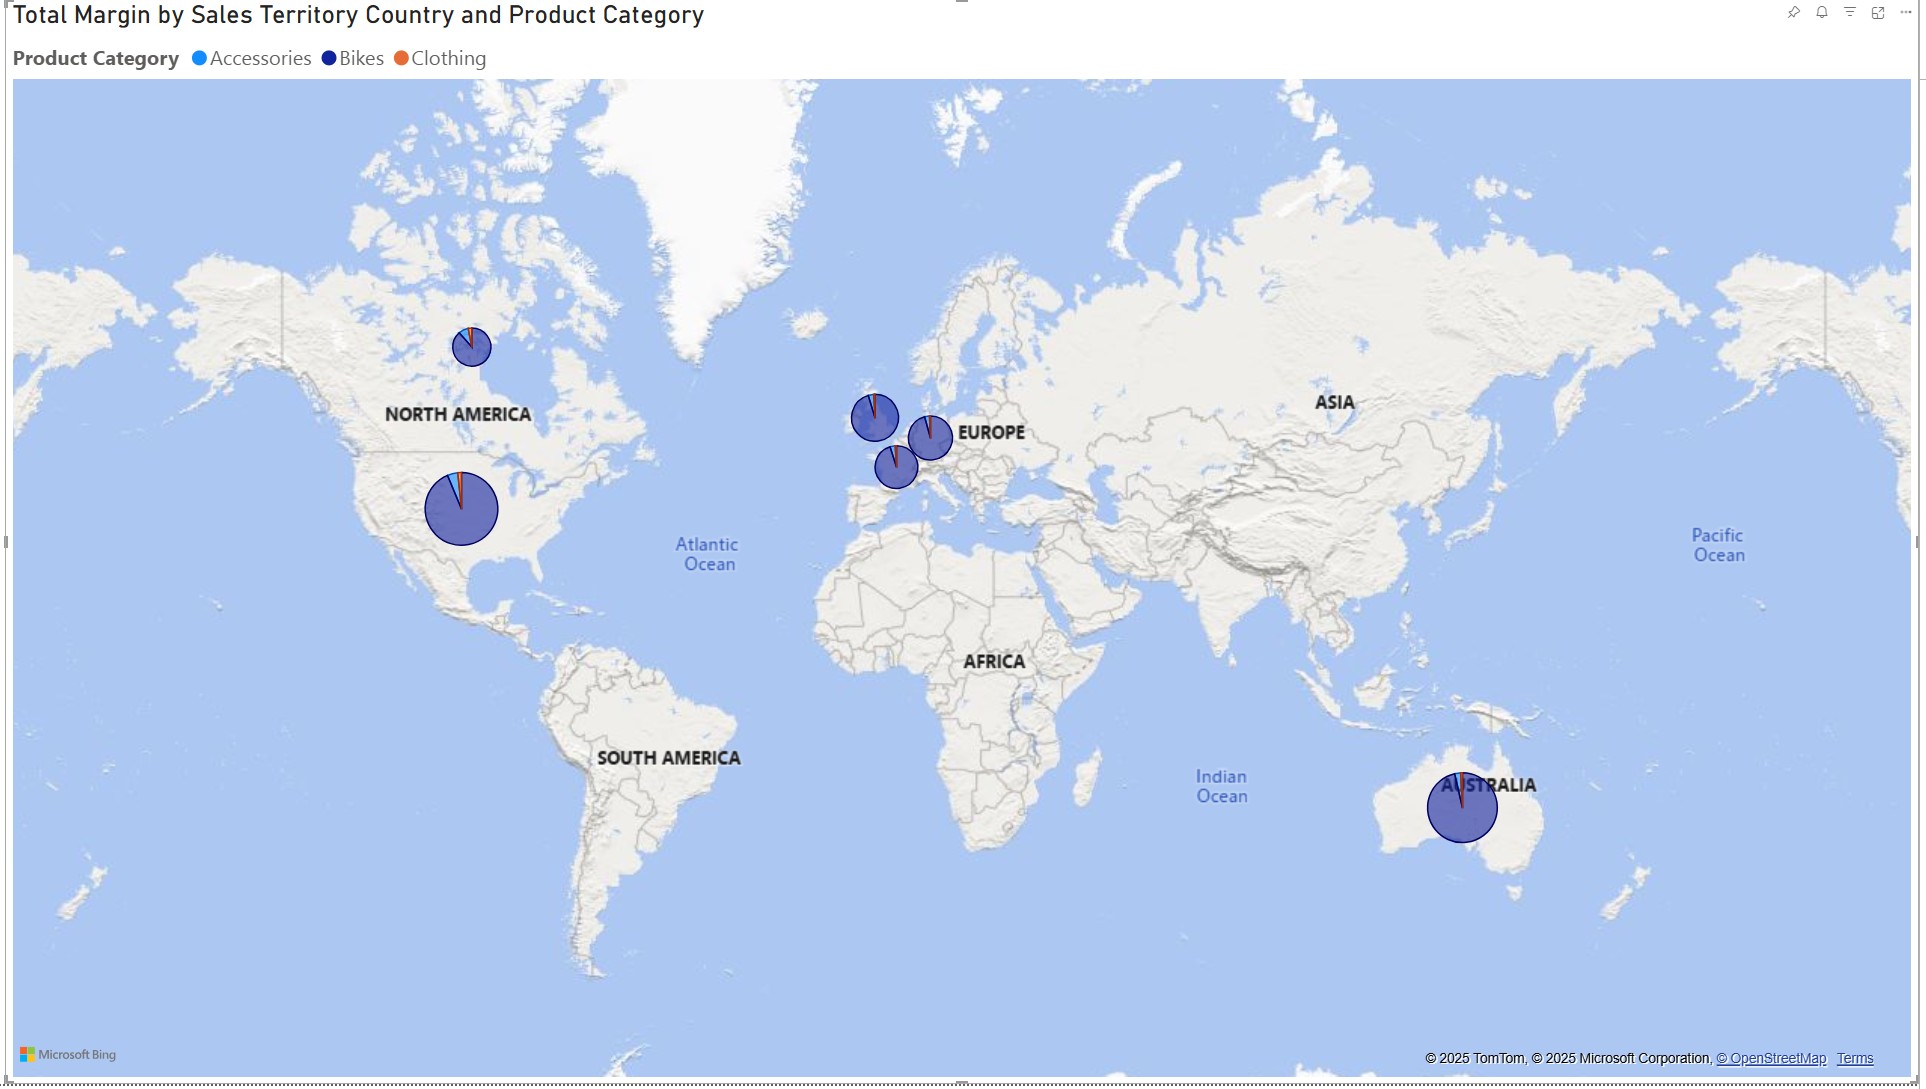 Total Margin by Sales Territory Country and Product Category
Product Category Accessories Bikes Clothing
ASIA
NORTH AMERICA
EUROPE
Atlantic
Ocean
Pacific
Ocean
AFRICA
SOUTH AMERICA
Indian
Ocean
AUSTRALIA
Microsoft Bing
© 2025 TomTom, © 2025 Microsoft Corporation, © OpenStreetMap Terms